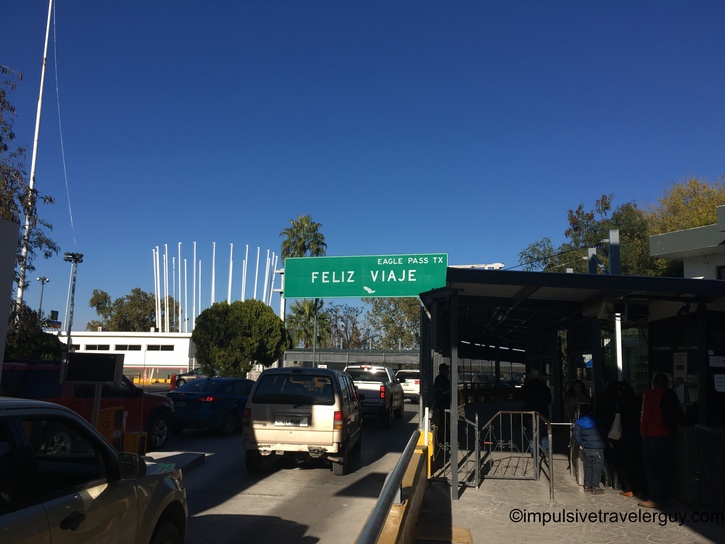 EAGLE PASS TX
FELIZ VIAJE
©impulsivetravelerguy.com